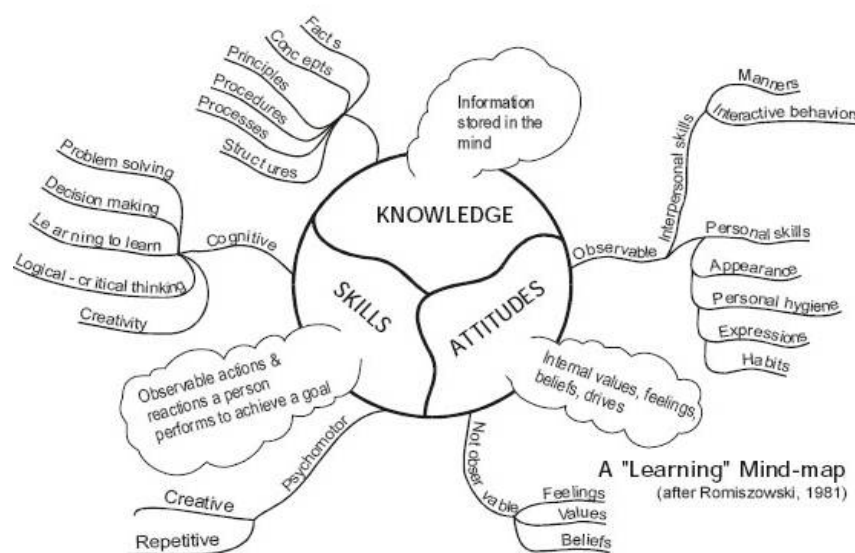 Facts
Concepts
Principles
Procedures
Processes
Structures
Information
stored in the
mind
Manners
Interactive behavior
Interpersonal skills
Problem solving
Decision making
Learning to learn
Logical - critical thinking
Creativity
Cognitive
KNOWLEDGE
SKILLS
ATTITUDES
Observable
Personal skills
Appearance
Personal hygiene
Expressions
Habits
Observable actions &
reactions a person
performs to achieve a goal
Internal values, feelings,
beliefs, drives
Psychomotor
Creative
Repetitive
Not observable
Feelings
Values
Beliefs
A "Learning" Mind-map
(after Romiszowski, 1981)